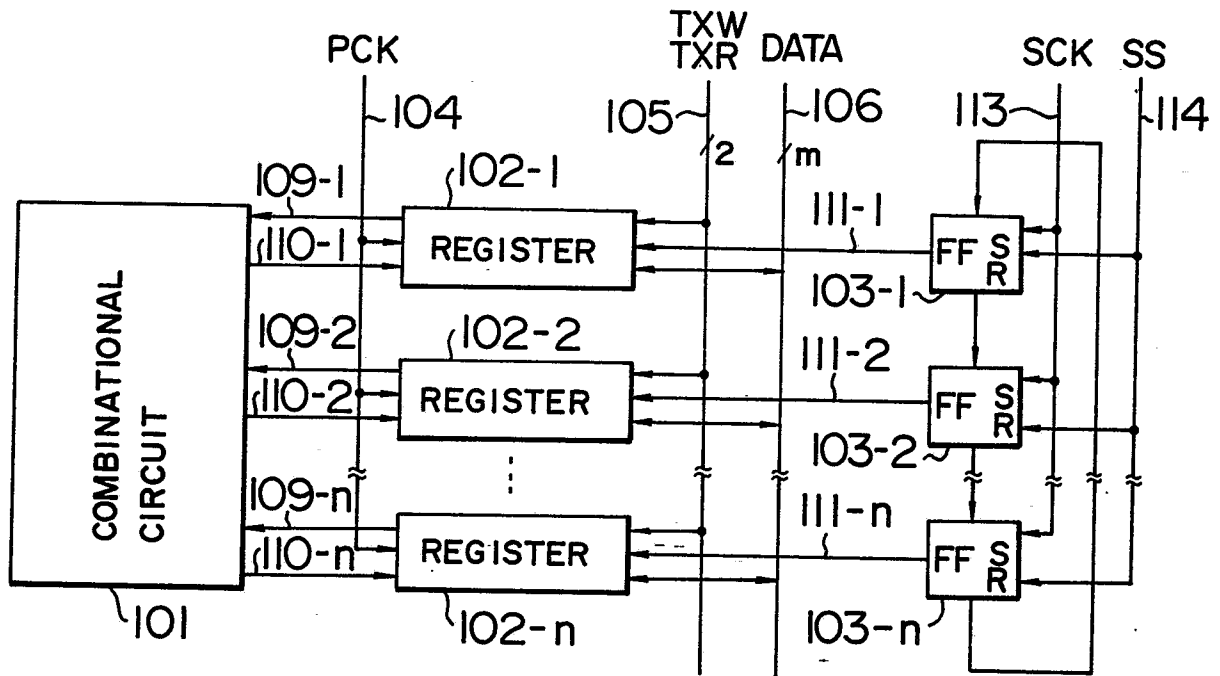 PCK
TXW
TXR
DATA
SCK
SS
104
105
106
113
114
2
m
102-1
109-1
110-1
REGISTER
111-1
FF
S
R
103-1
102-2
109-2
110-2
REGISTER
111-2
FF
S
R
103-2
COMBINATIONAL
CIRCUIT
109-n
110-n
REGISTER
111-n
FF
S
R
101
102-n
103-n